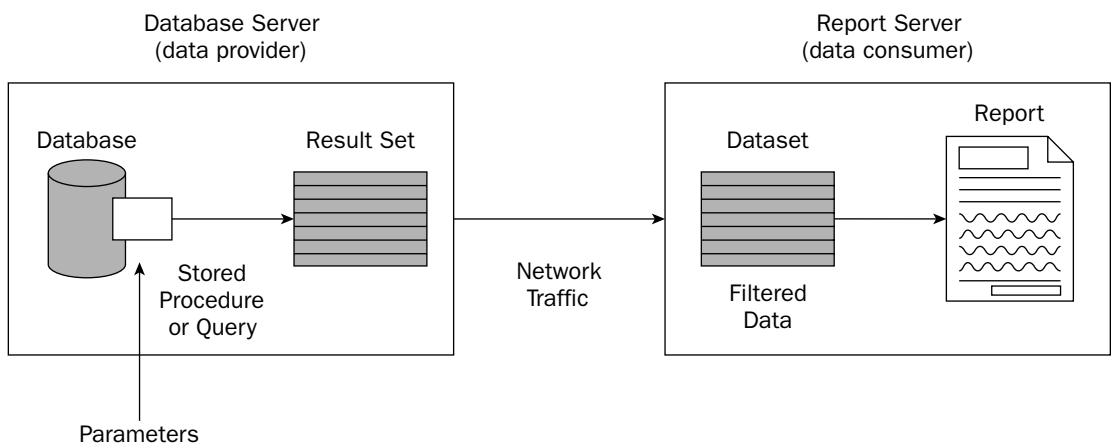 Database Server
(data provider)
Report Server
(data consumer)
Database
Result Set
Dataset
Report
Stored
Procedure
or Query
Network
Traffic
Filtered
Data
Parameters